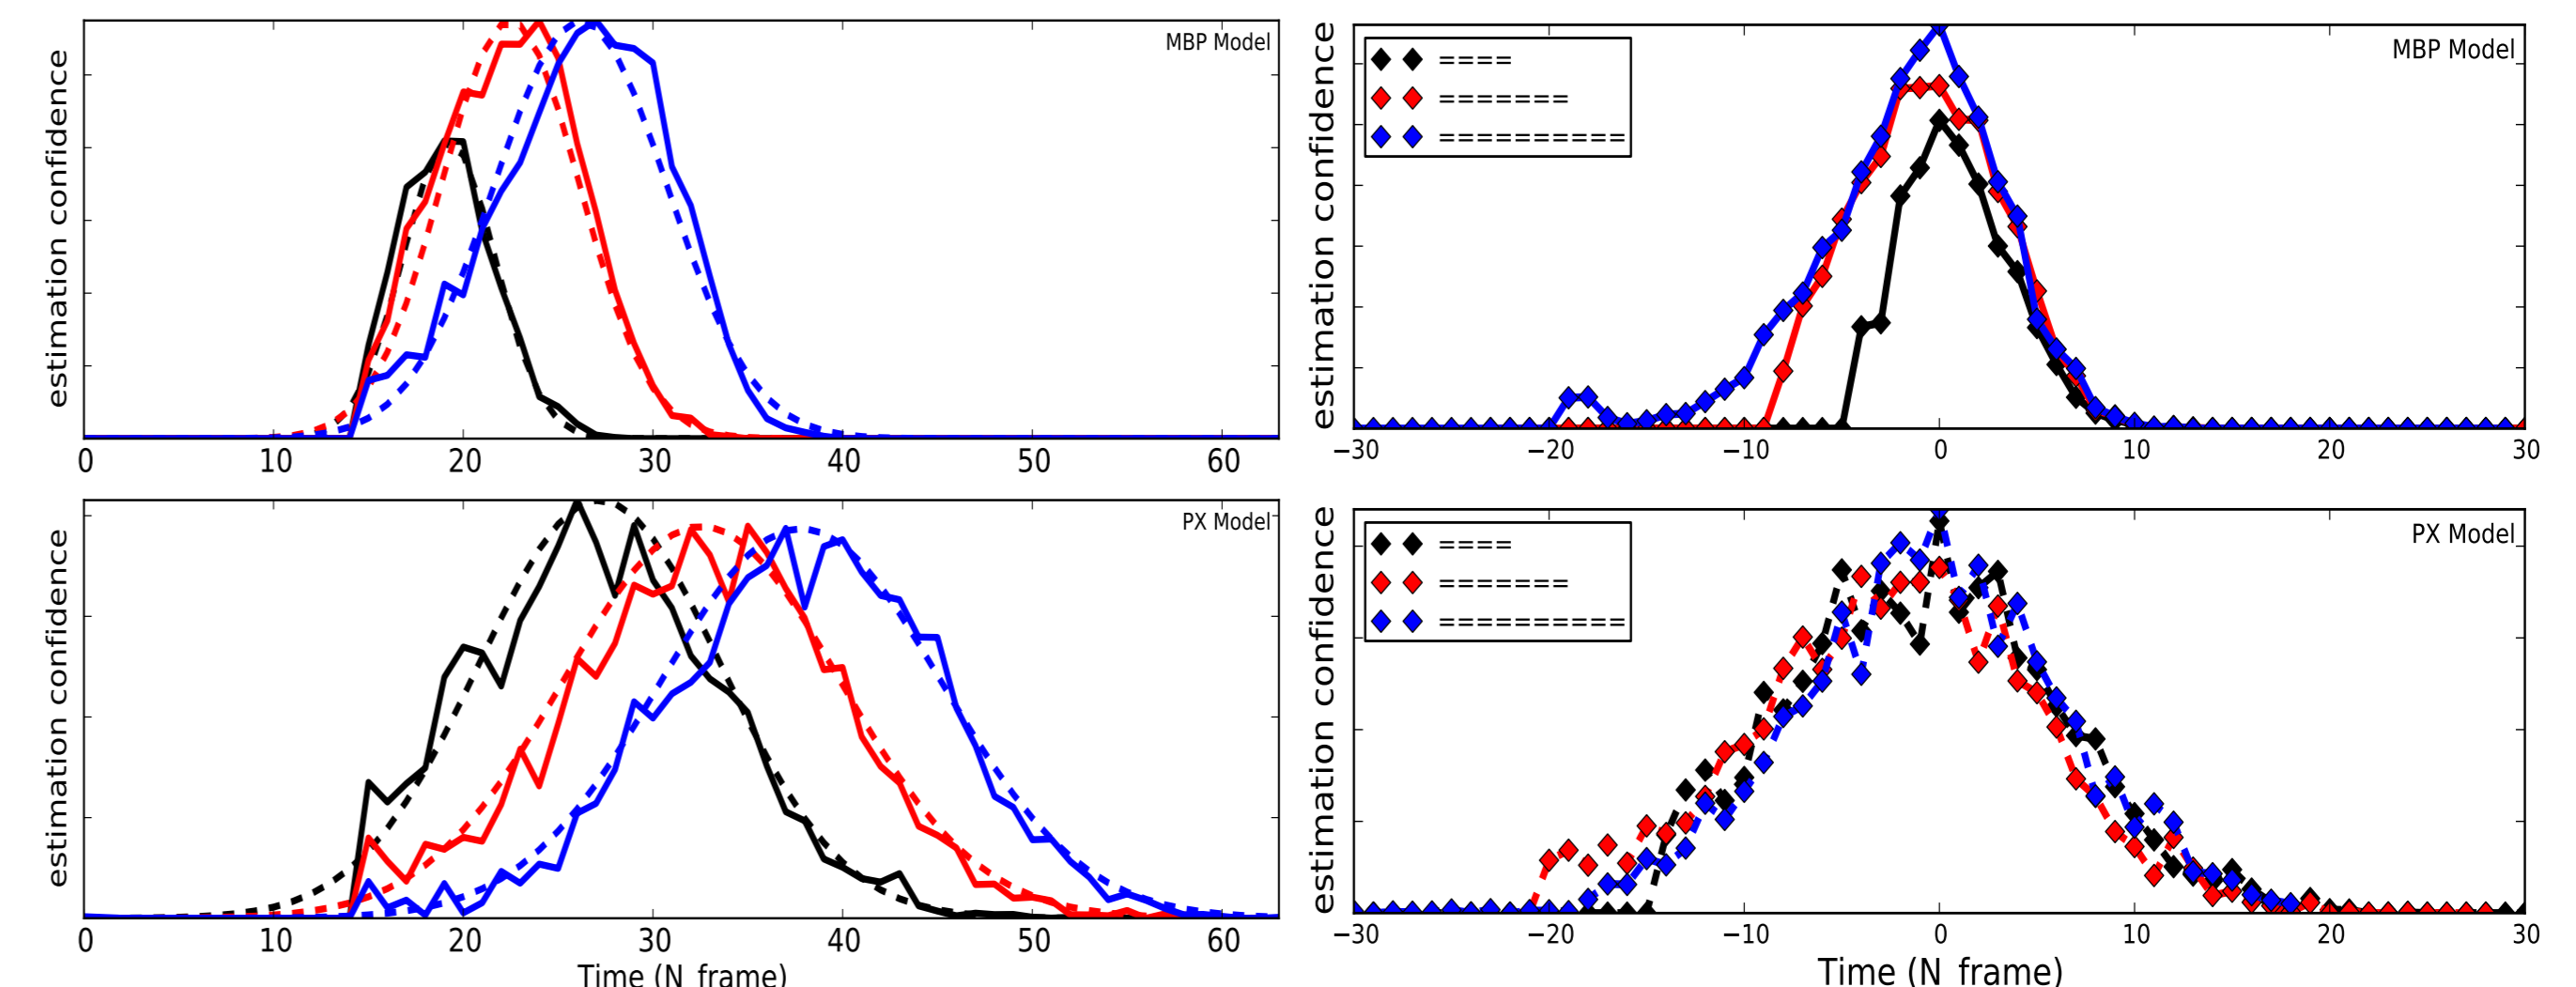 MBP Model
estimation confidence
0 10 20 30 40 50 60
MBP Model
====
=======
==========
estimation confidence
−30 −20 −10 0 10 20 30
PX Model
estimation confidence
0 10 20 30 40 50 60
Time (N_frame)
PX Model
====
=======
==========
estimation confidence
−30 −20 −10 0 10 20 30
Time (N_frame)